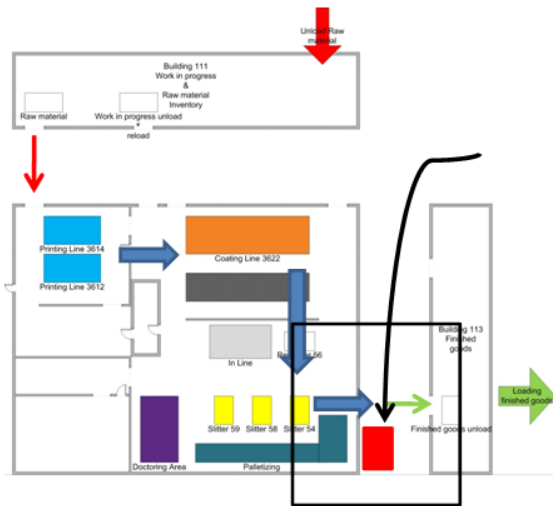 Unload Raw
material
Building 111
Work in progress
&
Raw material
Inventory
Raw material
Work in progress unload
reload
Printing Line 3614
Printing Line 3612
Coating Line 3622
In Line
56
Building 113
Finished
goods
Loading
finished goods
Slitter 59
Slitter 58
Slitter 54
Finished goods unload
Doctoring Area
Palletizing